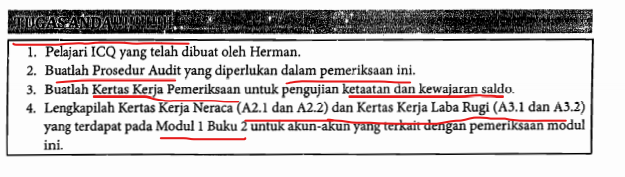 TUGAS ANDA
1. Pelajari ICQ yang telah dibuat oleh Herman.
2. Buatlah Prosedur Audit yang diperlukan dalam pemeriksaan ini.
3. Buatlah Kertas Kerja Pemeriksaan untuk pengujian ketaatan dan kewajaran saldo.
4. Lengkapilah Kertas Kerja Neraca (A2.1 dan A2.2) dan Kertas Kerja Laba Rugi (A3.1 dan A3.2)
yang terdapat pada Modul 1 Buku 2 untuk akun-akun yang terkait dengan pemeriksaan modul
ini.